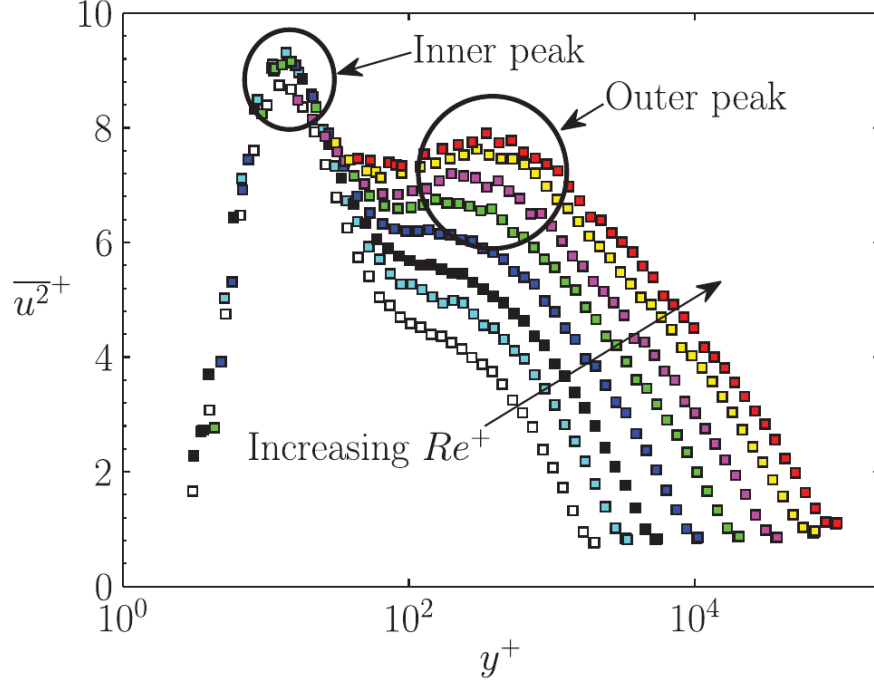 10
Inner peak
Outer peak
8
6
$\overline{u^2}^+$
4
Increasing $Re^+$
2
0
$10^0$ $10^2$ $10^4$
$y^+$